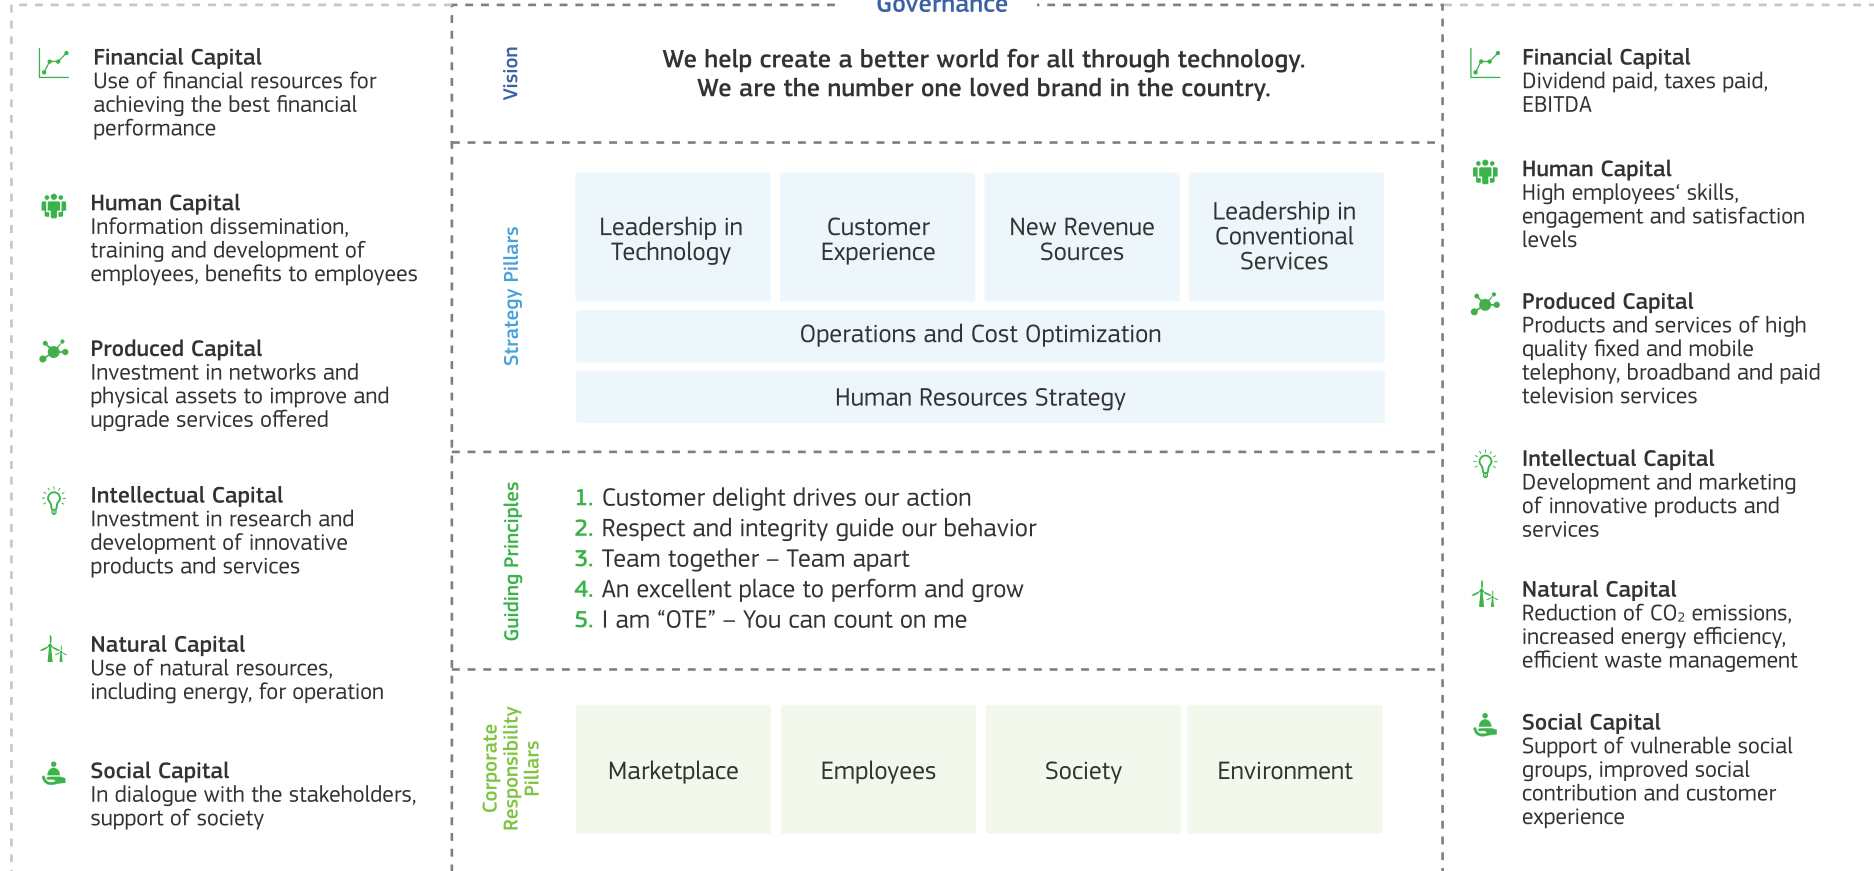 Governance
Financial Capital
Use of financial resources for
achieving the best financial
performance
Human Capital
Information dissemination,
training and development of
employees, benefits to employees
Produced Capital
Investment in networks and
physical assets to improve and
upgrade services offered
Intellectual Capital
Investment in research and
development of innovative
products and services
Natural Capital
Use of natural resources,
including energy, for operation
Social Capital
In dialogue with the stakeholders,
support of society
Vision
We help create a better world for all through technology.
We are the number one loved brand in the country.
Strategy Pillars
Leadership in
Technology
Customer
Experience
New Revenue
Sources
Leadership in
Conventional
Services
Operations and Cost Optimization
Human Resources Strategy
Guiding Principles
1. Customer delight drives our action
2. Respect and integrity guide our behavior
3. Team together – Team apart
4. An excellent place to perform and grow
5. I am “OTE” – You can count on me
Corporate
Responsibility
Pillars
Marketplace
Employees
Society
Environment
Financial Capital
Dividend paid, taxes paid,
EBITDA
Human Capital
High employees‘ skills,
engagement and satisfaction
levels
Produced Capital
Products and services of high
quality fixed and mobile
telephony, broadband and paid
television services
Intellectual Capital
Development and marketing
of innovative products and
services
Natural Capital
Reduction of CO₂ emissions,
increased energy efficiency,
efficient waste management
Social Capital
Support of vulnerable social
groups, improved social
contribution and customer
experience